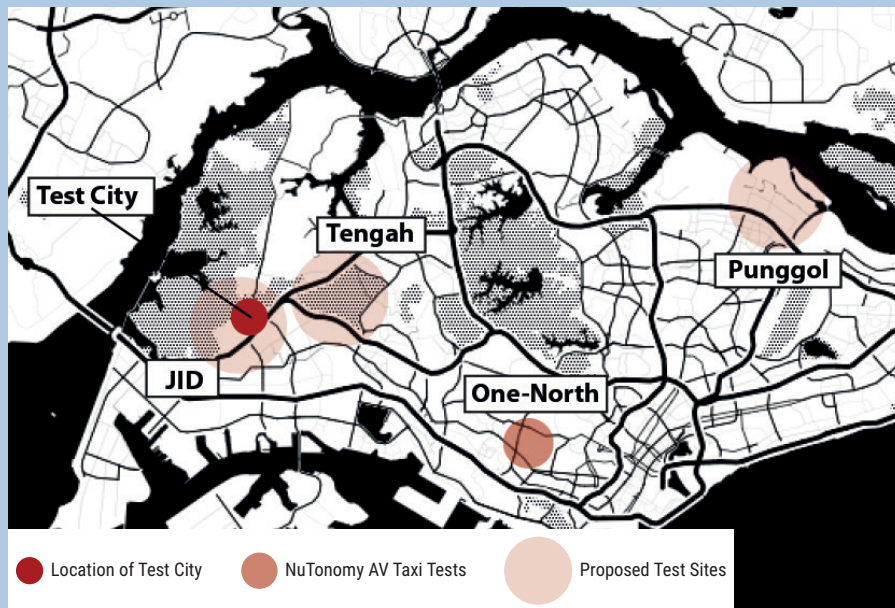 Test City
Tengah
Punggol
JID
One-North
Location of Test City
NuTonomy AV Taxi Tests
Proposed Test Sites